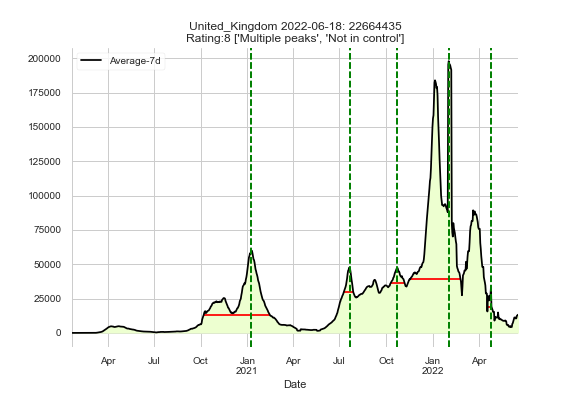 United_Kingdom 2022-06-18: 22664435
Rating:8 ['Multiple peaks', 'Not in control']
Average-7d
200000
175000
150000
125000
100000
75000
50000
25000
0
Apr Jul Oct Jan Apr Jul Oct Jan Apr
2021 2022
Date